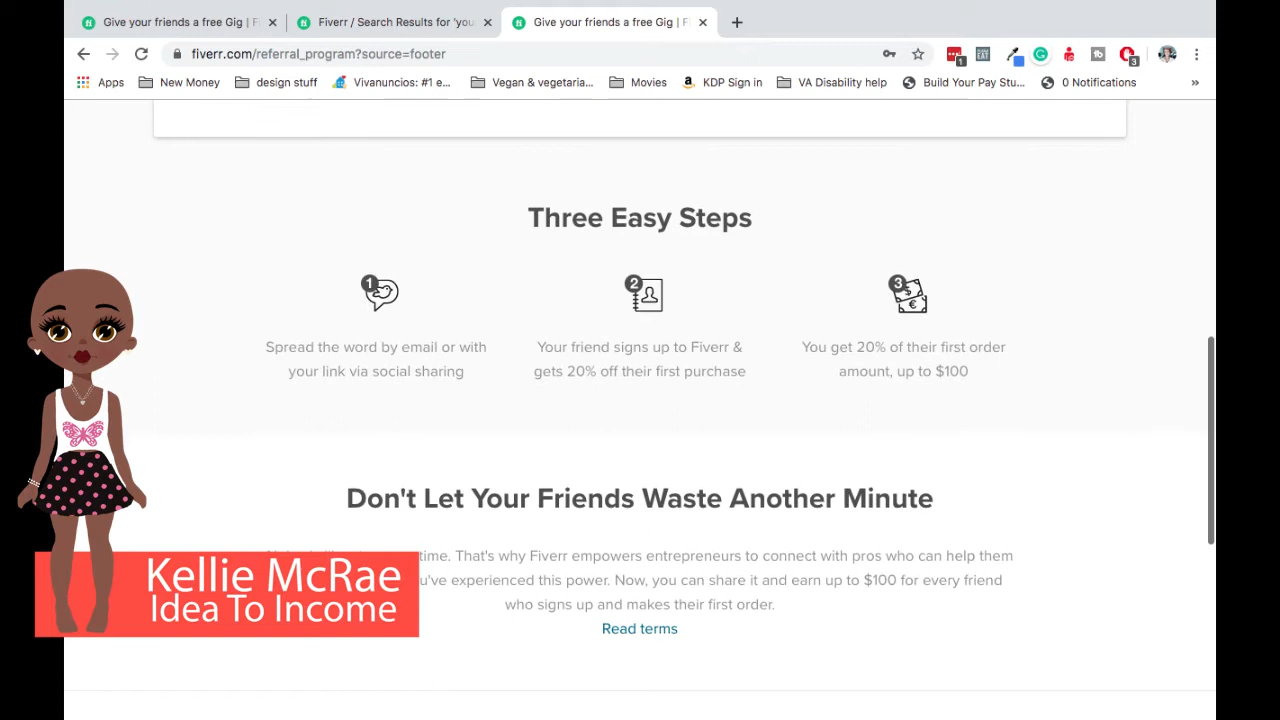 Give your friends a free Gig | F
Fiverr / Search Results for 'you
Give your friends a free Gig | F
fiverr.com/referral_program?source=footer
Apps
New Money
design stuff
Vivanuncios: #1 e...
Vegan & vegetaria...
Movies
KDP Sign in
VA Disability help
Build Your Pay Stu...
0 Notifications
»
Three Easy Steps
1
2
3
Spread the word by email or with
your link via social sharing
Your friend signs up to Fiverr &
gets 20% off their first purchase
You get 20% of their first order
amount, up to $100
Don't Let Your Friends Waste Another Minute
time. That's why Fiverr empowers entrepreneurs to connect with pros who can help them
you've experienced this power. Now, you can share it and earn up to $100 for every friend
who signs up and makes their first order.
Read terms
Kellie McRae
Idea To Income